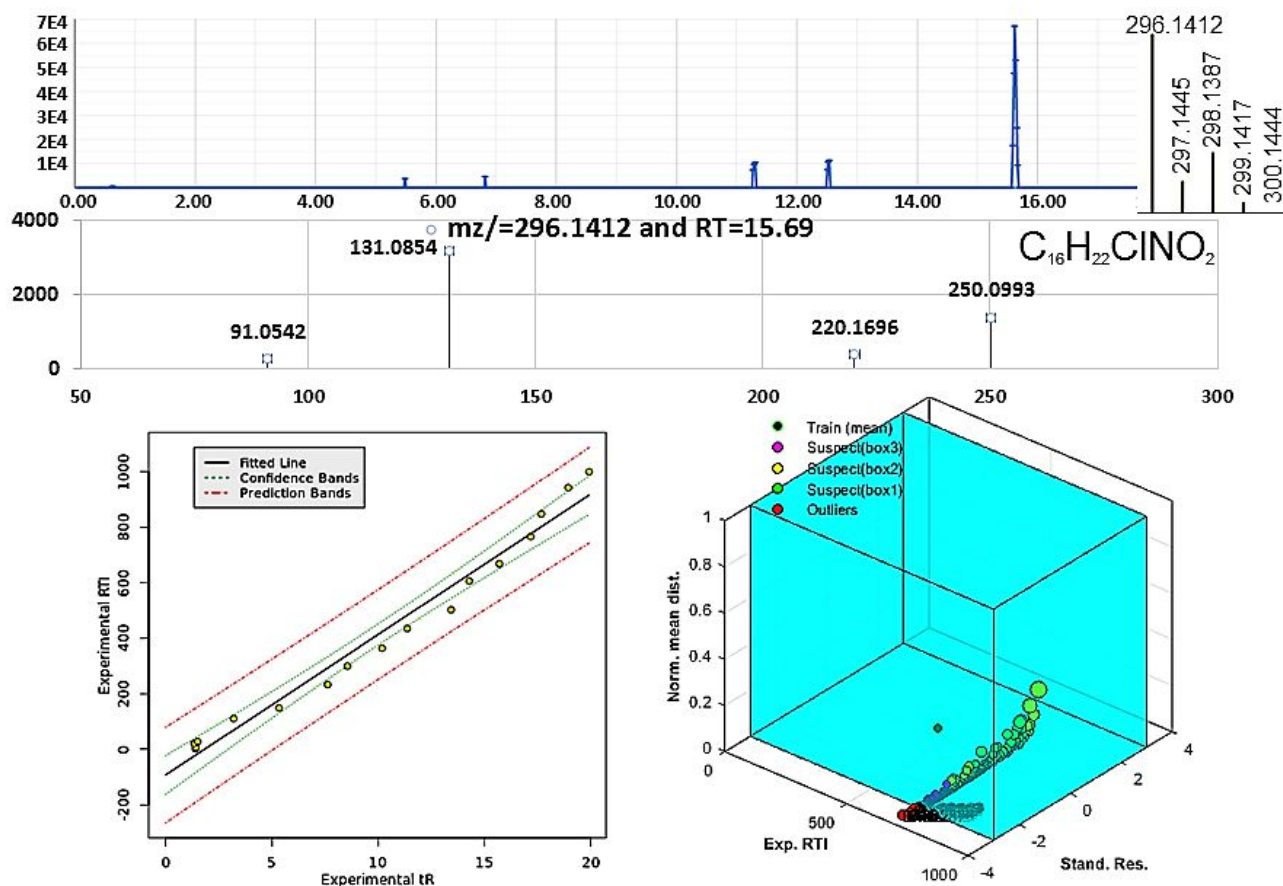 7E4
6E4
5E4
4E4
3E4
2E4
1E4
0.00 2.00 4.00 6.00 8.00 10.00 12.00 14.00 16.00
296.1412
297.1445
298.1387
299.1417
300.1444
mz/=296.1412 and RT=15.69
C₁₆H₂₂ClNO₂
4000
2000
0
91.0542
131.0854
220.1696
250.0993
50 100 150 200 250 300
Fitted Line
Confidence Bands
Prediction Bands
Experimental RTI
1000
800
600
400
200
0
-200
0 5 10 15 20
Experimental tR
Train (mean)
Suspect(box3)
Suspect(box2)
Suspect(box1)
Outliers
Norm. mean dist.
1
0.8
0.6
0.4
0.2
0
0
500
1000
Exp. RTI
-4
-2
0
2
4
Stand. Res.